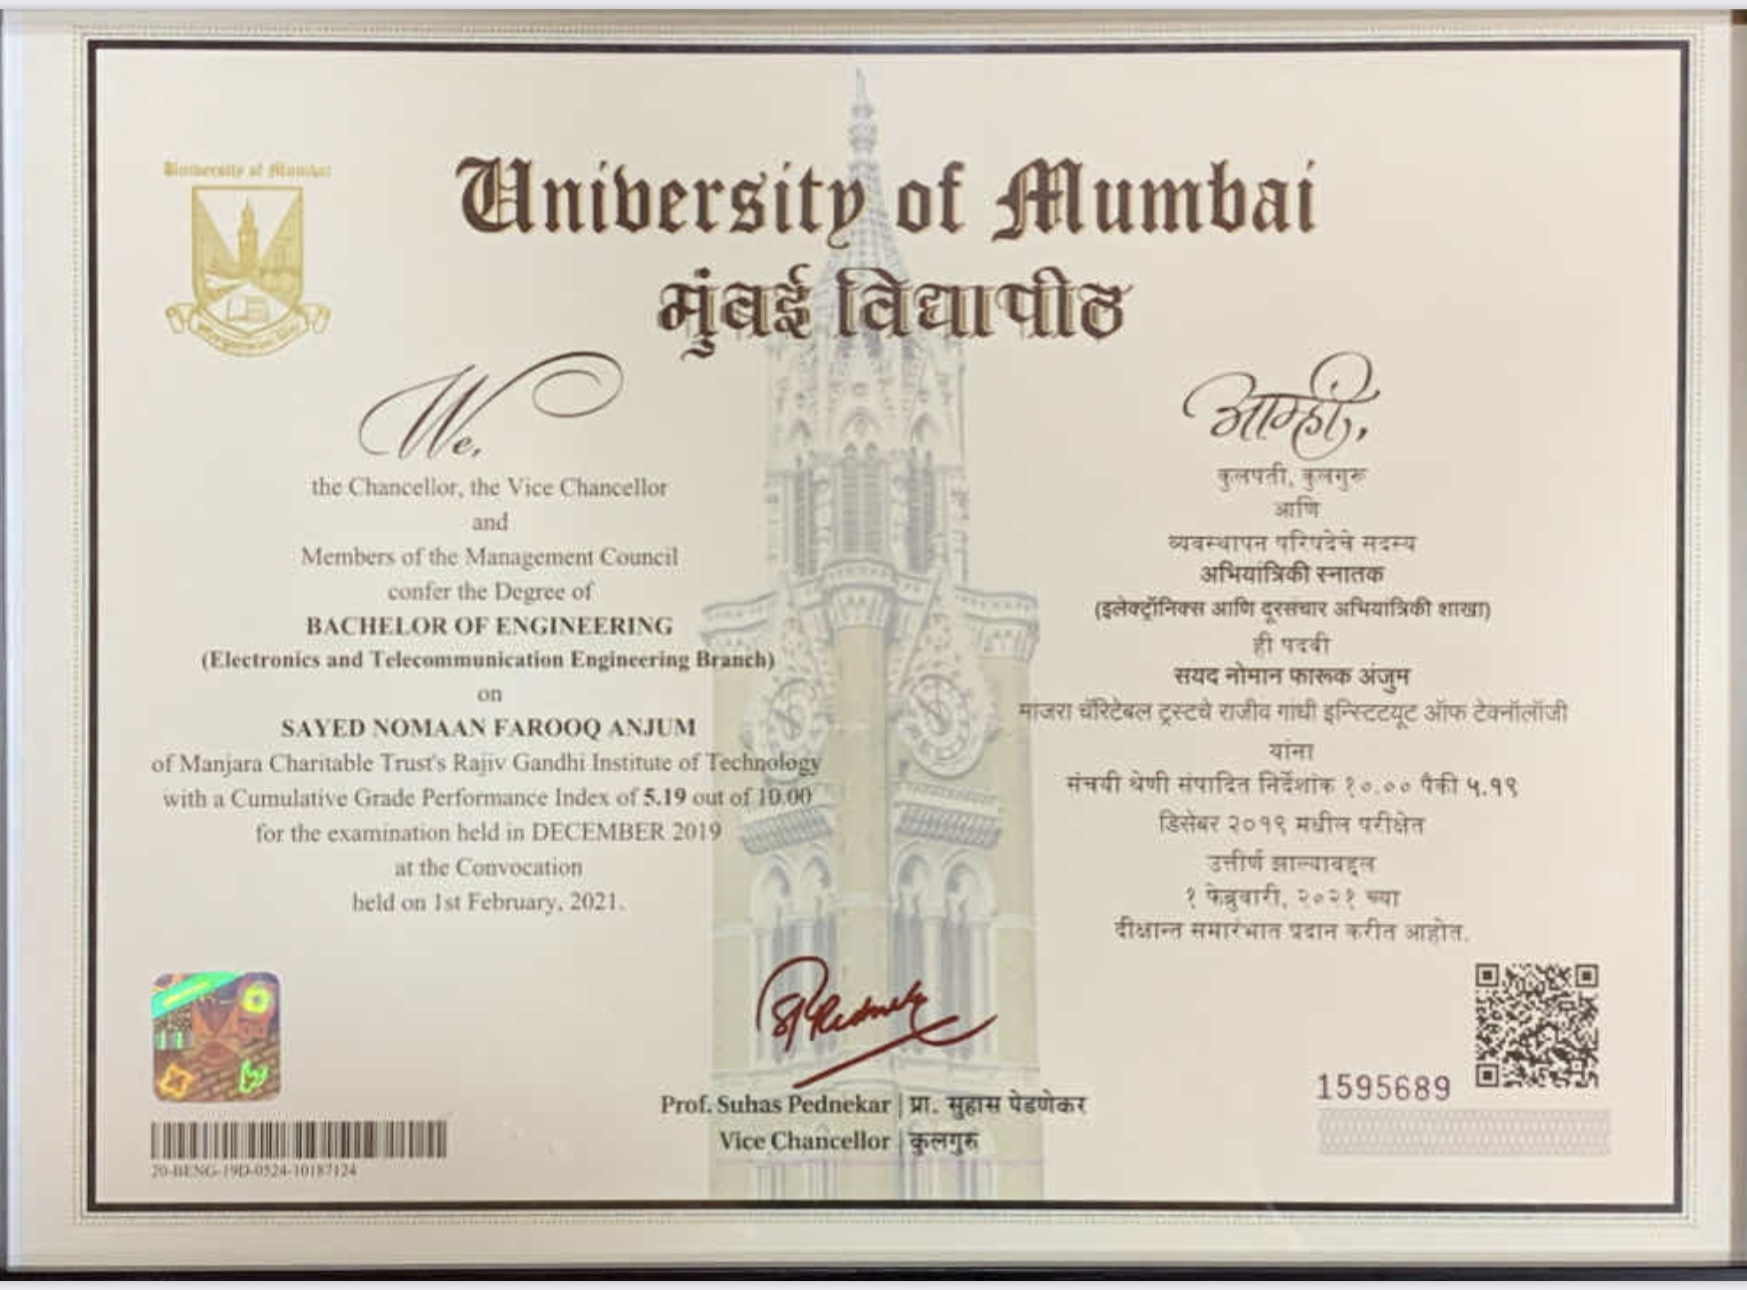 University of Mumbai
University of Mumbai
मुंबई विद्यापीठ
We,
the Chancellor, the Vice Chancellor
and
Members of the Management Council
confer the Degree of
BACHELOR OF ENGINEERING
(Electronics and Telecommunication Engineering Branch)
on
SAYED NOMAAN FAROOQ ANJUM
of Manjara Charitable Trust's Rajiv Gandhi Institute of Technology
with a Cumulative Grade Performance Index of 5.19 out of 10.00
for the examination held in DECEMBER 2019
at the Convocation
held on 1st February, 2021.
आम्ही,
कुलपती, कुलगुरू
आणि
व्यवस्थापन परिषदेचे सदस्य
अभियांत्रिकी स्नातक
(इलेक्ट्रॉनिक्स आणि दूरसंचार अभियांत्रिकी शाखा)
ही पदवी
सयद नोमान फारूक अंजुम
मांजरा चॅरिटेबल ट्रस्टचे राजीव गांधी इन्स्टिटयूट ऑफ टेक्नॉलॉजी
यांना
संचयी श्रेणी संपादित निर्देशांक १०.०० पैकी ५.१९
डिसेंबर २०१९ मधील परीक्षेत
उत्तीर्ण झाल्याबद्दल
१ फेब्रुवारी, २०२१ च्या
दीक्षान्त समारंभात प्रदान करीत आहोत.
SPednekar
Prof. Suhas Pednekar | प्रा. सुहास पेडणेकर
Vice Chancellor | कुलगुरू
1595689
20-BENG-19D-0524-10187124